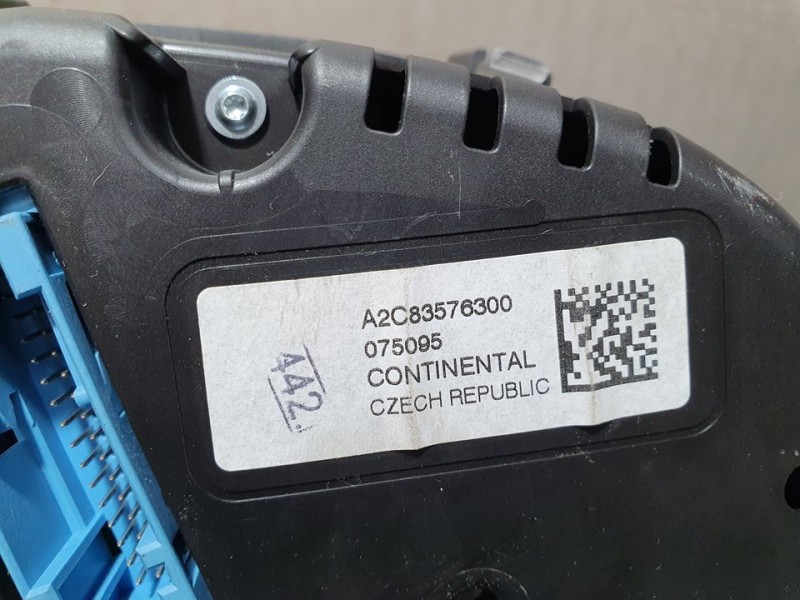 A2C83576300
075095
CONTINENTAL
CZECH REPUBLIC
442